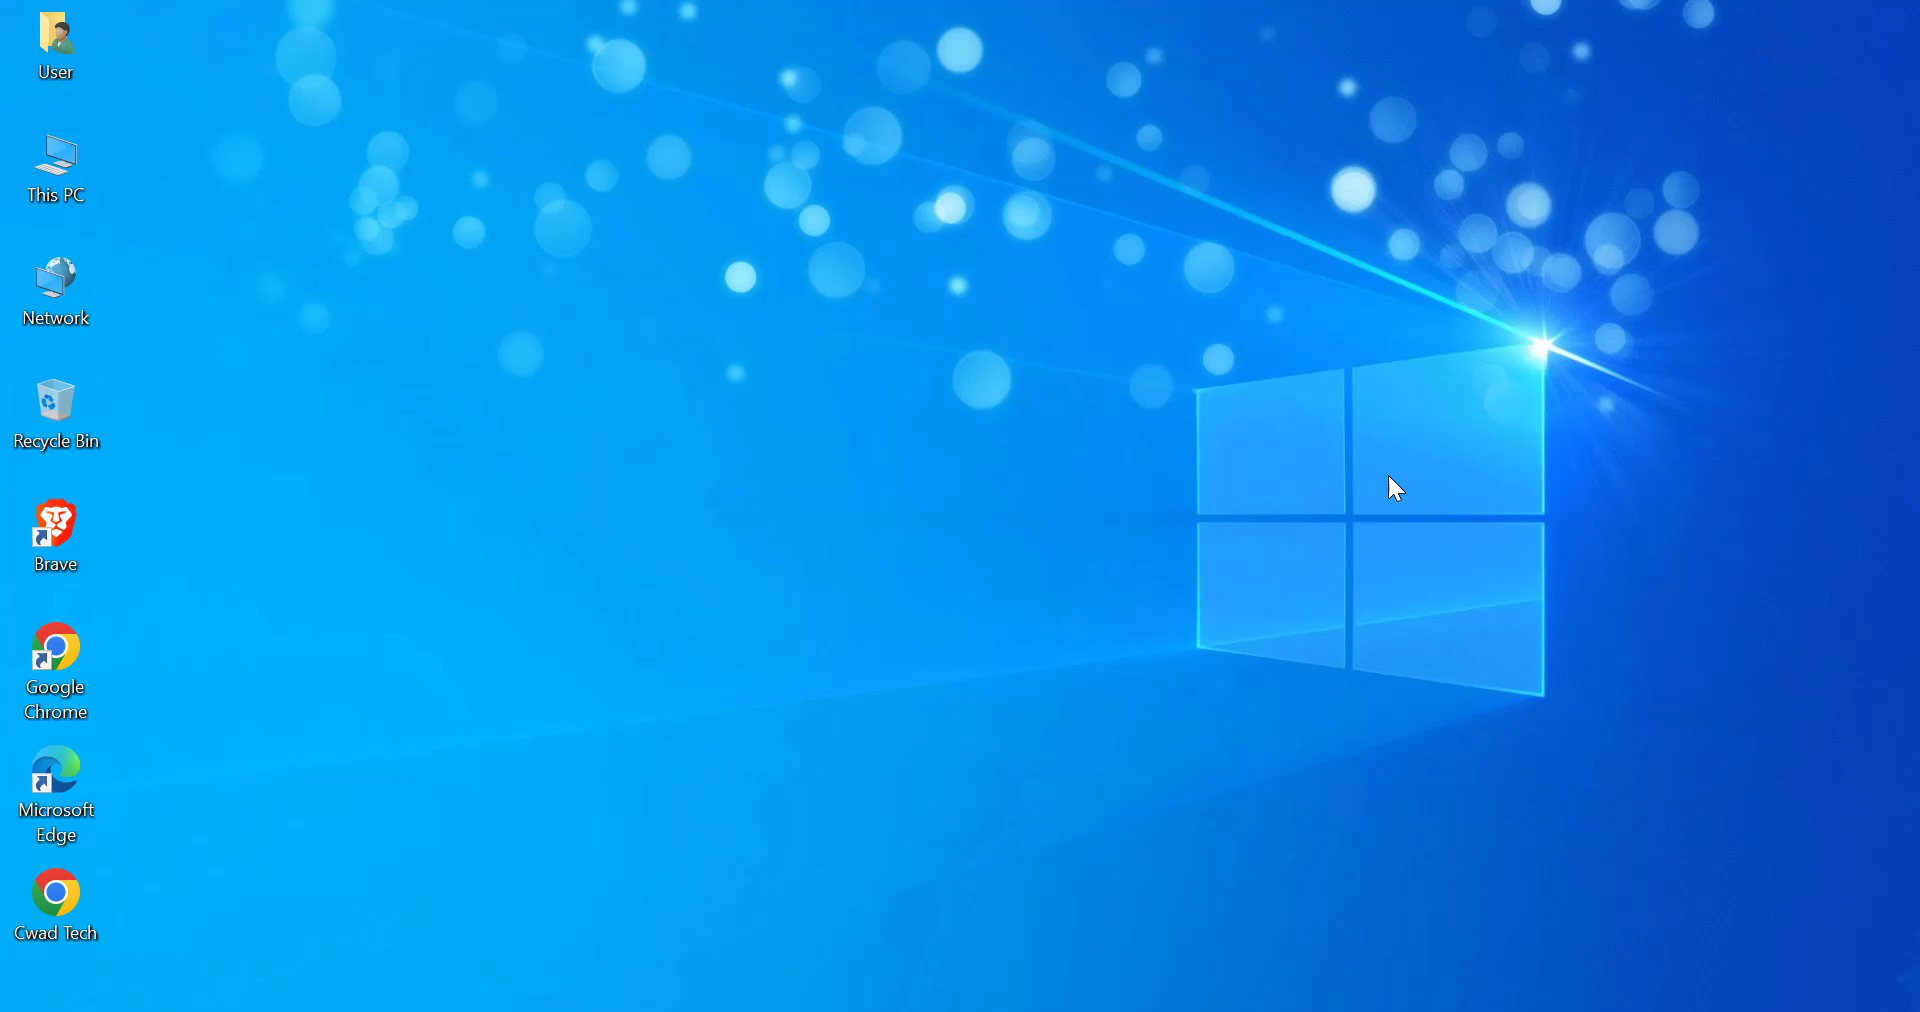 User
This PC
Network
Recycle Bin
Brave
Google
Chrome
Microsoft
Edge
Cwad Tech